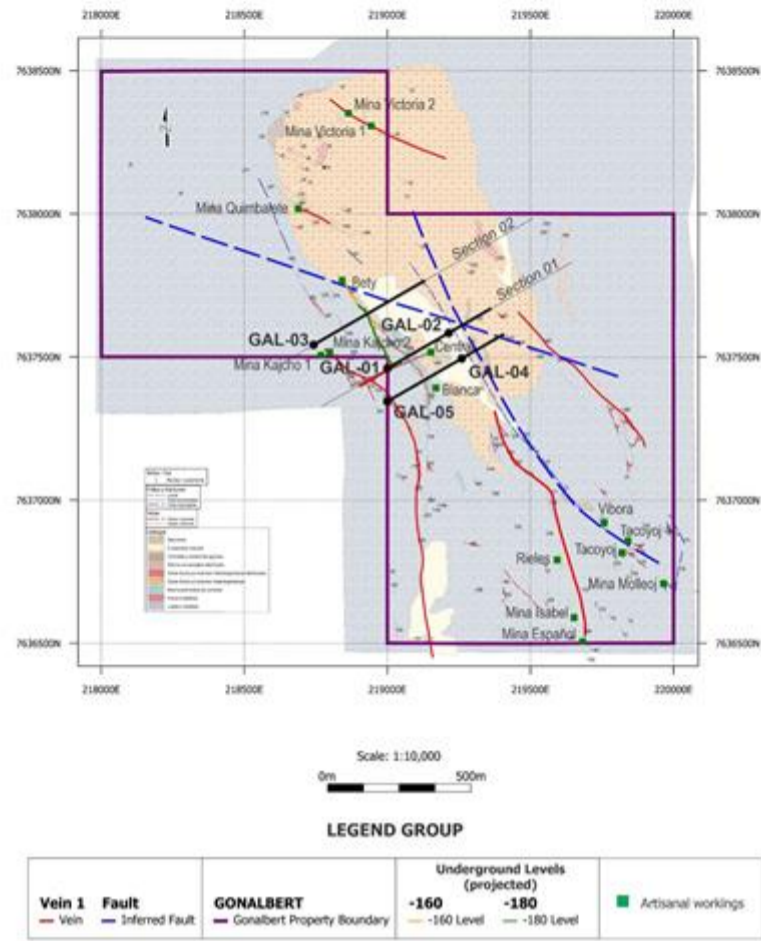 218000E 218500E 219000E 219500E 220000E
7638500N 7638500N
Mina Victoria 2
Mina Victoria 1
Mina Quimbalete
7638000N 7638000N
Section 02
Section 01
Bety
GAL-02
GAL-03
Mina Kajcho 2
Central
7637500N 7637500N
Mina Kajcho 1
GAL-01
GAL-04
Blanca
GAL-05
7637000N 7637000N
Vibora
Tacoyoj
Tacoyoj
Rieles
Mina Molleoj
Mina Isabel
Mina Español
7636500N 7636500N
218000E 218500E 219000E 219500E 220000E
Scale: 1:10,000
0m 500m
LEGEND GROUP
Vein 1 Fault GONALBERT
Vein Inferred Fault Gonalbert Property Boundary
Underground Levels
(projected)
-160 -180
-160 Level -180 Level
Artisanal workings